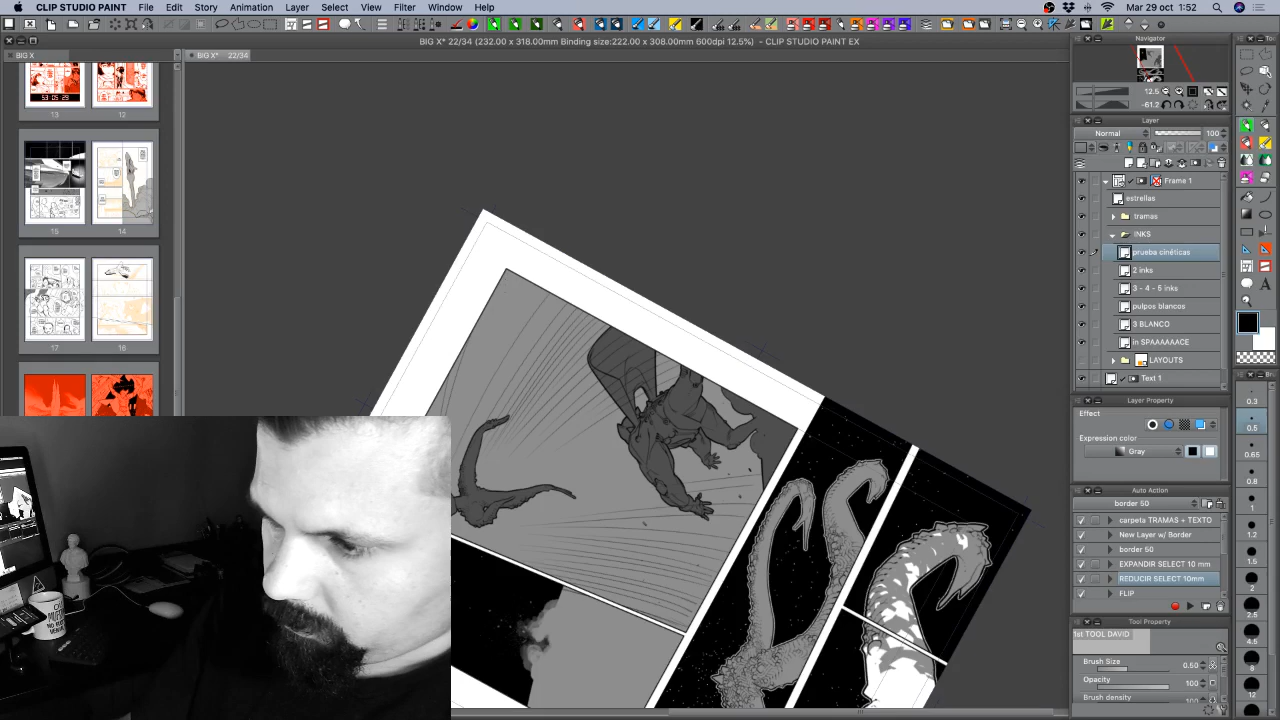 CLIP STUDIO PAINT File Edit Story Animation Layer Select View Filter Window Help Mar 29 oct 1:52
BIG X* 22/34 (232.00 x 318.00mm Binding size:222.00 x 308.00mm 600dpi 12.5%) - CLIP STUDIO PAINT EX
BIG X
BIG X* 22/34
13 12
15 14
17 16
Navigator
12.5
-61.2
Layer
Normal 100
Frame 1
estrellas
tramas
INKS
prueba cinéticas
2 inks
3 - 4 - 5 inks
pulpos blancos
3 BLANCO
in SPAAAAAACE
LAYOUTS
Text 1
Layer Property
Effect
Expression color
Gray
Auto Action
border 50
carpeta TRAMAS + TEXTO
New Layer w/ Border
border 50
EXPANDIR SELECT 10 mm
REDUCIR SELECT 10mm
FLIP
Tool Property
1st TOOL DAVID
Brush Size 0.50
Opacity 100
Brush density 100
0.3
0.5
0.65
0.8
1
1.2
1.5
2
2.5
4.5
8
12